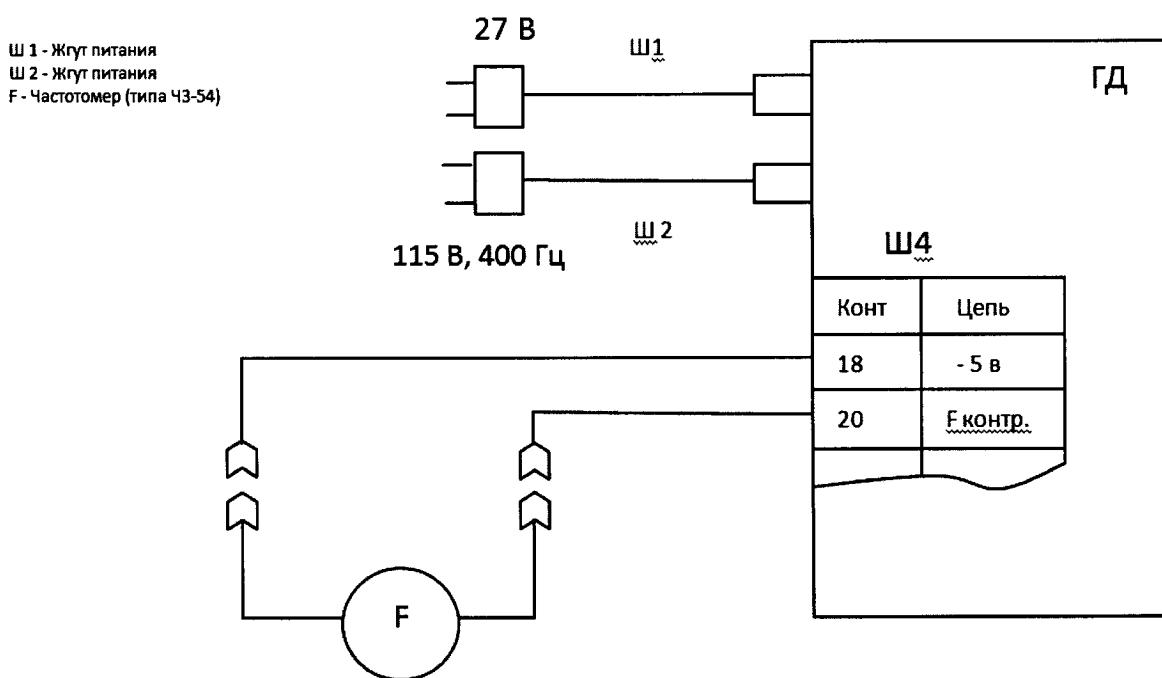 Ш 1 - Жгут питания
Ш 2 - Жгут питания
F - Частотомер (типа ЧЗ-54)
27 В
Ш1
ГД
Ш 2
115 В, 400 Гц
Ш4
Конт Цепь
18 - 5 в
20 F контр.
F